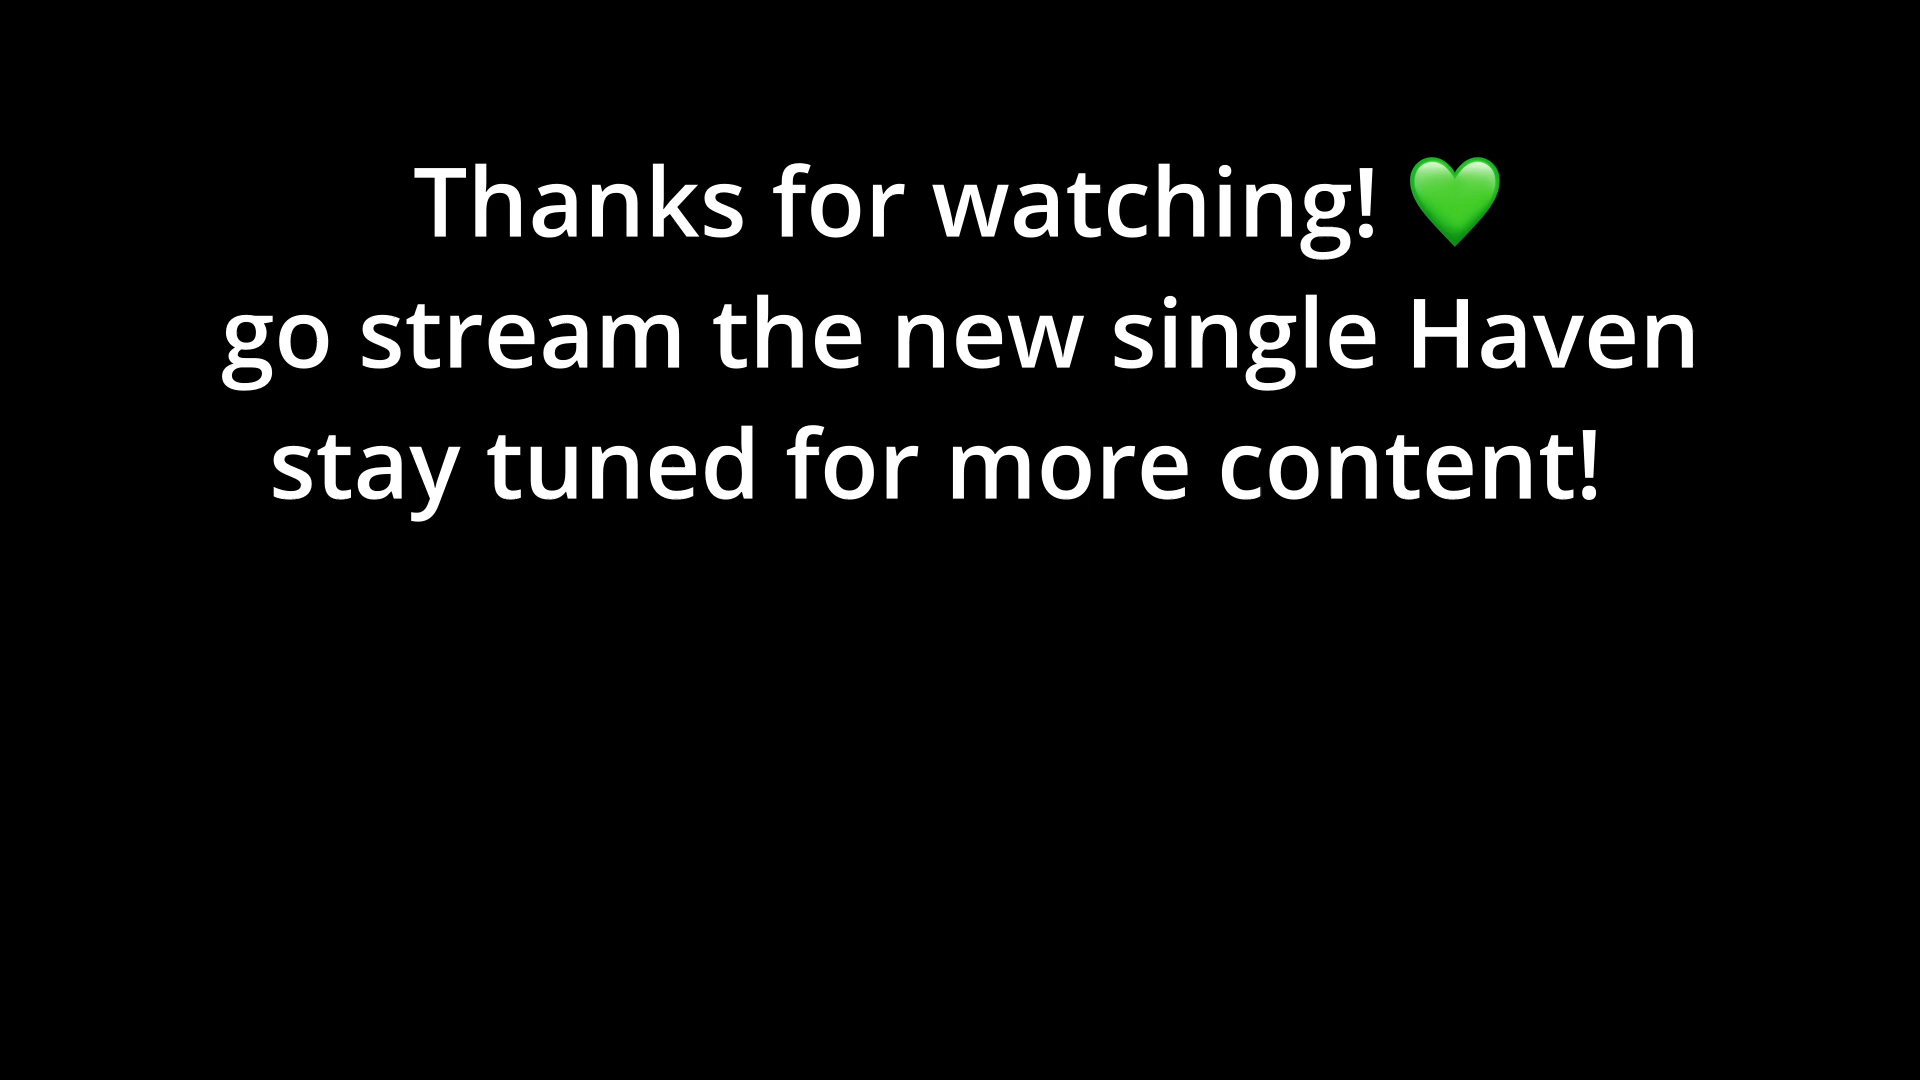 Thanks for watching! 💚
go stream the new single Haven
stay tuned for more content!